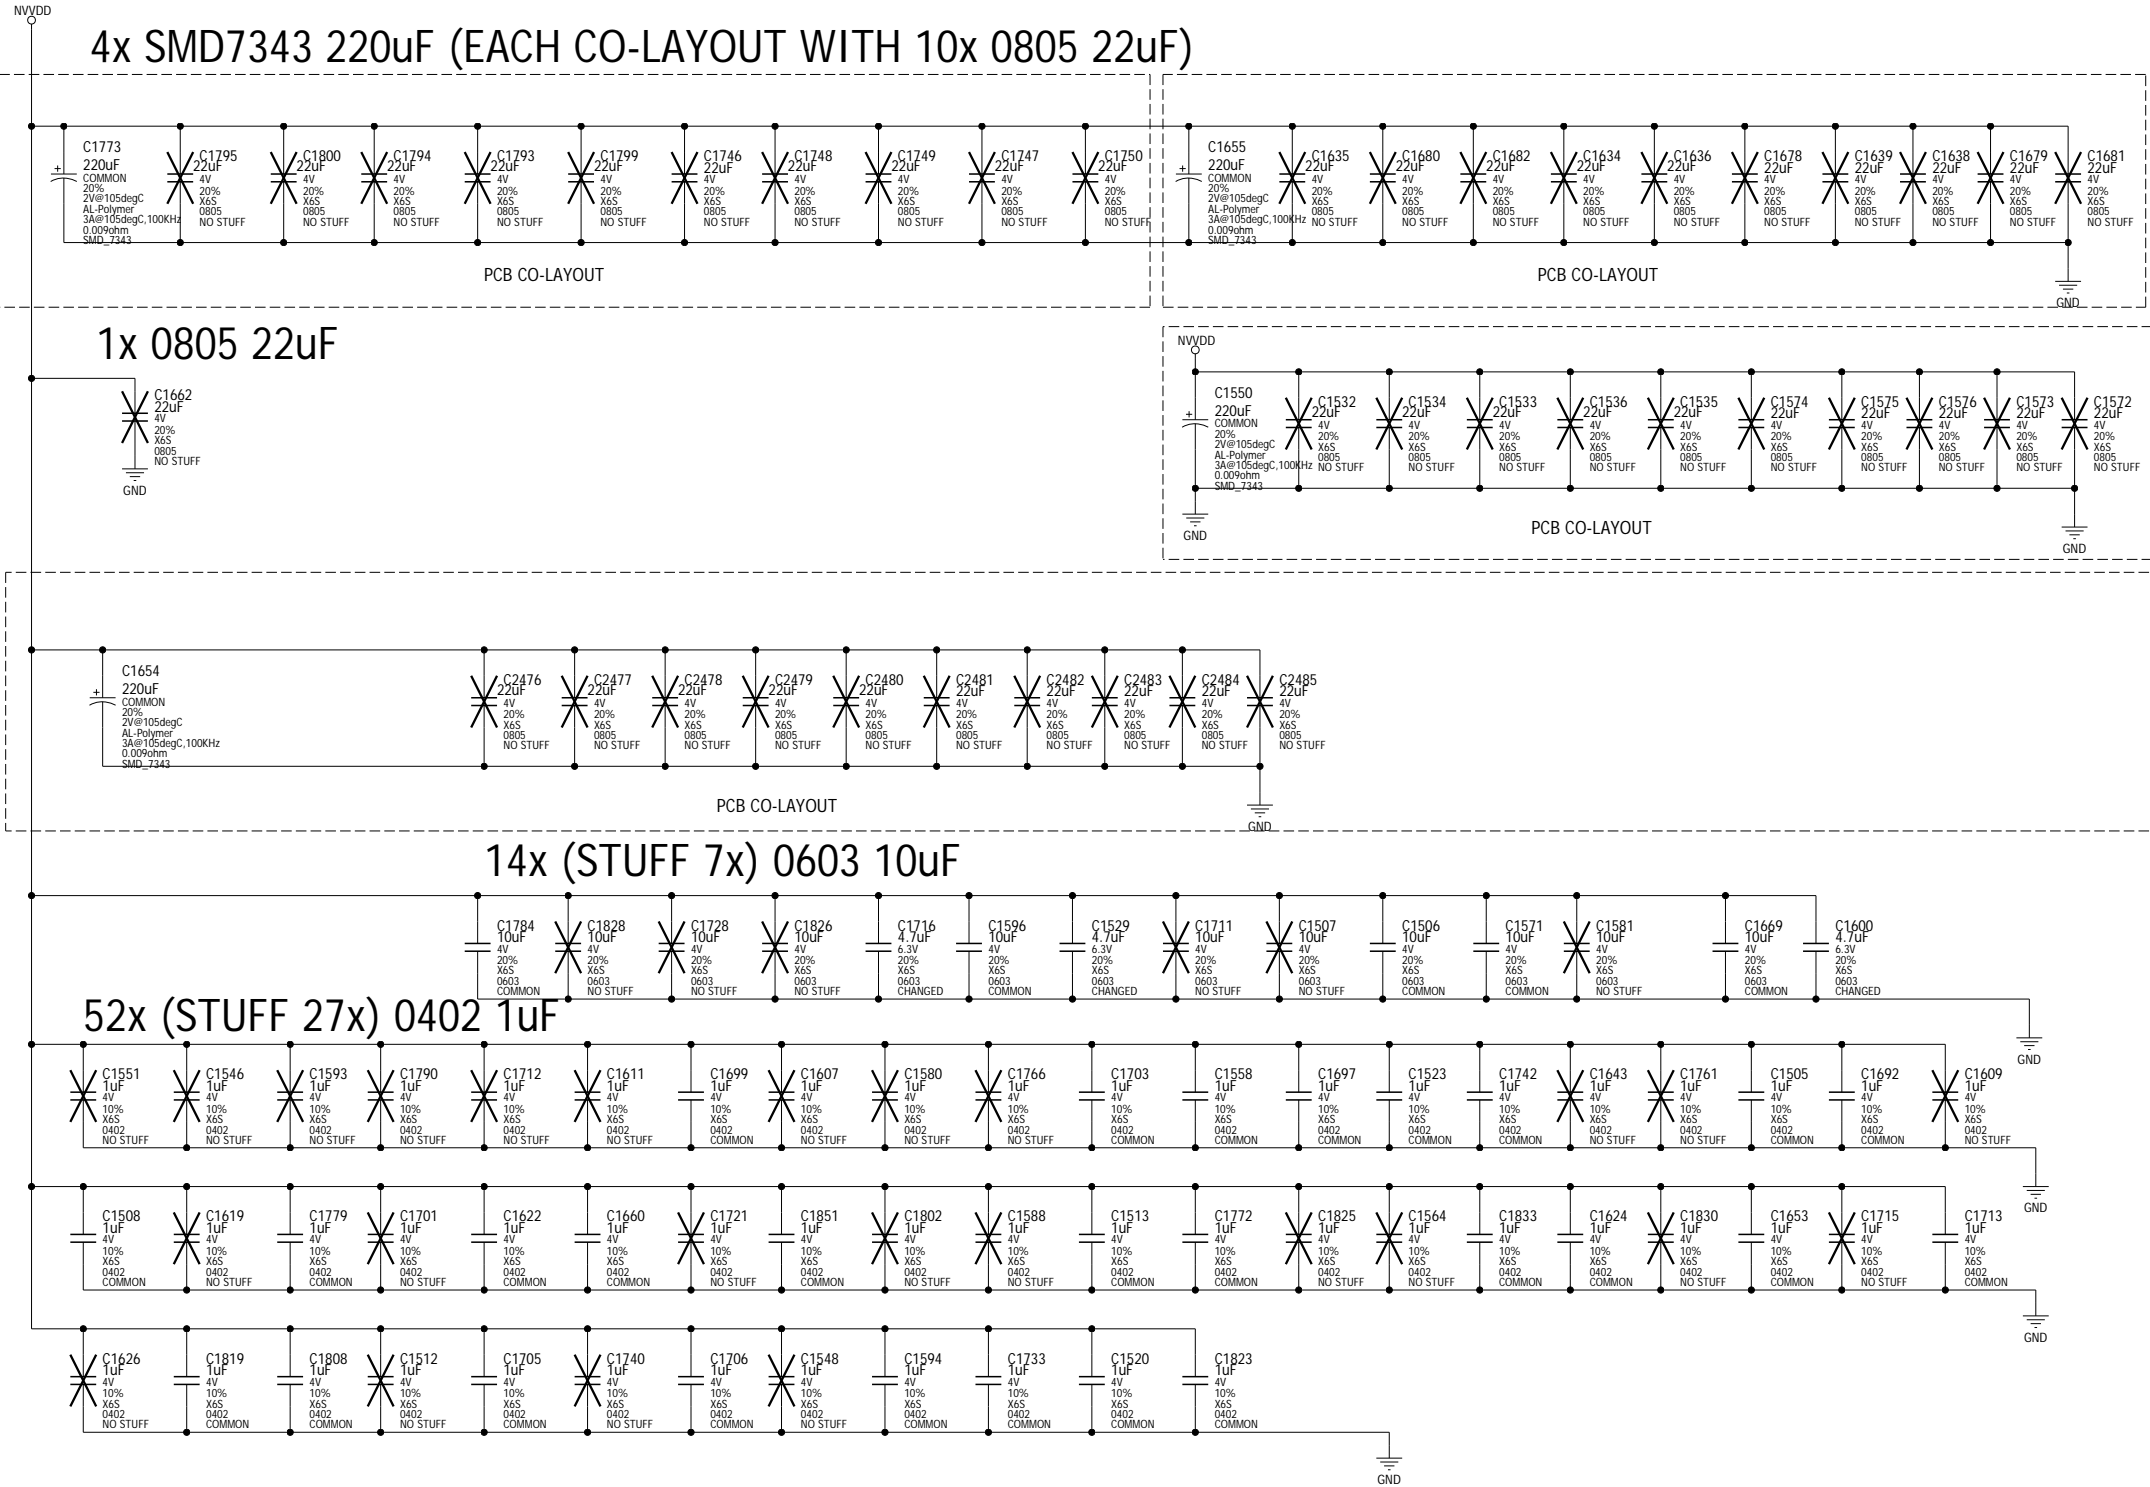 NVVDD
4x SMD7343 220uF (EACH CO-LAYOUT WITH 10x 0805 22uF)
C1773
220uF
COMMON
20%
2V@105degC
AL-Polymer
3A@105degC,100KHz
0.009ohm
SMD_7343
C1795
22uF
4V
20%
X6S
0805
NO STUFF
C1800
22uF
4V
20%
X6S
0805
NO STUFF
C1794
22uF
4V
20%
X6S
0805
NO STUFF
C1793
22uF
4V
20%
X6S
0805
NO STUFF
C1799
22uF
4V
20%
X6S
0805
NO STUFF
C1746
22uF
4V
20%
X6S
0805
NO STUFF
C1748
22uF
4V
20%
X6S
0805
NO STUFF
C1749
22uF
4V
20%
X6S
0805
NO STUFF
C1747
22uF
4V
20%
X6S
0805
NO STUFF
C1750
22uF
4V
20%
X6S
0805
NO STUFF
PCB CO-LAYOUT
C1655
220uF
COMMON
20%
2V@105degC
AL-Polymer
3A@105degC,100KHz
0.009ohm
SMD_7343
C1635
22uF
4V
20%
X6S
0805
NO STUFF
C1680
22uF
4V
20%
X6S
0805
NO STUFF
C1682
22uF
4V
20%
X6S
0805
NO STUFF
C1634
22uF
4V
20%
X6S
0805
NO STUFF
C1636
22uF
4V
20%
X6S
0805
NO STUFF
C1678
22uF
4V
20%
X6S
0805
NO STUFF
C1639
22uF
4V
20%
X6S
0805
NO STUFF
C1638
22uF
4V
20%
X6S
0805
NO STUFF
C1679
22uF
4V
20%
X6S
0805
NO STUFF
C1681
22uF
4V
20%
X6S
0805
NO STUFF
PCB CO-LAYOUT
GND
1x 0805 22uF
C1662
22uF
4V
20%
X6S
0805
NO STUFF
GND
NVVDD
C1550
220uF
COMMON
20%
2V@105degC
AL-Polymer
3A@105degC,100KHz
0.009ohm
SMD_7343
GND
C1532
22uF
4V
20%
X6S
0805
NO STUFF
C1534
22uF
4V
20%
X6S
0805
NO STUFF
C1533
22uF
4V
20%
X6S
0805
NO STUFF
C1536
22uF
4V
20%
X6S
0805
NO STUFF
C1535
22uF
4V
20%
X6S
0805
NO STUFF
C1574
22uF
4V
20%
X6S
0805
NO STUFF
C1575
22uF
4V
20%
X6S
0805
NO STUFF
C1576
22uF
4V
20%
X6S
0805
NO STUFF
C1573
22uF
4V
20%
X6S
0805
NO STUFF
C1572
22uF
4V
20%
X6S
0805
NO STUFF
PCB CO-LAYOUT
GND
C1654
220uF
COMMON
20%
2V@105degC
AL-Polymer
3A@105degC,100KHz
0.009ohm
SMD_7343
C2476
22uF
4V
20%
X6S
0805
NO STUFF
C2477
22uF
4V
20%
X6S
0805
NO STUFF
C2478
22uF
4V
20%
X6S
0805
NO STUFF
C2479
22uF
4V
20%
X6S
0805
NO STUFF
C2480
22uF
4V
20%
X6S
0805
NO STUFF
C2481
22uF
4V
20%
X6S
0805
NO STUFF
C2482
22uF
4V
20%
X6S
0805
NO STUFF
C2483
22uF
4V
20%
X6S
0805
NO STUFF
C2484
22uF
4V
20%
X6S
0805
NO STUFF
C2485
22uF
4V
20%
X6S
0805
NO STUFF
PCB CO-LAYOUT
GND
14x (STUFF 7x) 0603 10uF
C1784
10uF
4V
20%
X6S
0603
COMMON
C1828
10uF
4V
20%
X6S
0603
NO STUFF
C1728
10uF
4V
20%
X6S
0603
NO STUFF
C1826
10uF
4V
20%
X6S
0603
NO STUFF
C1716
4.7uF
6.3V
20%
X6S
0603
CHANGED
C1596
10uF
4V
20%
X6S
0603
COMMON
C1529
4.7uF
6.3V
20%
X6S
0603
CHANGED
C1711
10uF
4V
20%
X6S
0603
NO STUFF
C1507
10uF
4V
20%
X6S
0603
NO STUFF
C1506
10uF
4V
20%
X6S
0603
COMMON
C1571
10uF
4V
20%
X6S
0603
COMMON
C1581
10uF
4V
20%
X6S
0603
NO STUFF
C1669
10uF
4V
20%
X6S
0603
COMMON
C1600
4.7uF
6.3V
20%
X6S
0603
CHANGED
GND
52x (STUFF 27x) 0402 1uF
C1551
1uF
4V
10%
X6S
0402
NO STUFF
C1546
1uF
4V
10%
X6S
0402
NO STUFF
C1593
1uF
4V
10%
X6S
0402
NO STUFF
C1790
1uF
4V
10%
X6S
0402
NO STUFF
C1712
1uF
4V
10%
X6S
0402
NO STUFF
C1611
1uF
4V
10%
X6S
0402
NO STUFF
C1699
1uF
4V
10%
X6S
0402
COMMON
C1607
1uF
4V
10%
X6S
0402
NO STUFF
C1580
1uF
4V
10%
X6S
0402
NO STUFF
C1766
1uF
4V
10%
X6S
0402
NO STUFF
C1703
1uF
4V
10%
X6S
0402
COMMON
C1558
1uF
4V
10%
X6S
0402
COMMON
C1697
1uF
4V
10%
X6S
0402
COMMON
C1523
1uF
4V
10%
X6S
0402
COMMON
C1742
1uF
4V
10%
X6S
0402
COMMON
C1643
1uF
4V
10%
X6S
0402
NO STUFF
C1761
1uF
4V
10%
X6S
0402
NO STUFF
C1505
1uF
4V
10%
X6S
0402
COMMON
C1692
1uF
4V
10%
X6S
0402
COMMON
C1609
1uF
4V
10%
X6S
0402
NO STUFF
GND
C1508
1uF
4V
10%
X6S
0402
COMMON
C1619
1uF
4V
10%
X6S
0402
NO STUFF
C1779
1uF
4V
10%
X6S
0402
COMMON
C1701
1uF
4V
10%
X6S
0402
NO STUFF
C1622
1uF
4V
10%
X6S
0402
COMMON
C1660
1uF
4V
10%
X6S
0402
COMMON
C1721
1uF
4V
10%
X6S
0402
NO STUFF
C1851
1uF
4V
10%
X6S
0402
COMMON
C1802
1uF
4V
10%
X6S
0402
NO STUFF
C1588
1uF
4V
10%
X6S
0402
NO STUFF
C1513
1uF
4V
10%
X6S
0402
COMMON
C1772
1uF
4V
10%
X6S
0402
COMMON
C1825
1uF
4V
10%
X6S
0402
NO STUFF
C1564
1uF
4V
10%
X6S
0402
NO STUFF
C1833
1uF
4V
10%
X6S
0402
COMMON
C1624
1uF
4V
10%
X6S
0402
COMMON
C1830
1uF
4V
10%
X6S
0402
NO STUFF
C1653
1uF
4V
10%
X6S
0402
COMMON
C1715
1uF
4V
10%
X6S
0402
NO STUFF
C1713
1uF
4V
10%
X6S
0402
COMMON
GND
C1626
1uF
4V
10%
X6S
0402
NO STUFF
C1819
1uF
4V
10%
X6S
0402
COMMON
C1808
1uF
4V
10%
X6S
0402
COMMON
C1512
1uF
4V
10%
X6S
0402
NO STUFF
C1705
1uF
4V
10%
X6S
0402
COMMON
C1740
1uF
4V
10%
X6S
0402
NO STUFF
C1706
1uF
4V
10%
X6S
0402
COMMON
C1548
1uF
4V
10%
X6S
0402
NO STUFF
C1594
1uF
4V
10%
X6S
0402
COMMON
C1733
1uF
4V
10%
X6S
0402
COMMON
C1520
1uF
4V
10%
X6S
0402
COMMON
C1823
1uF
4V
10%
X6S
0402
COMMON
GND